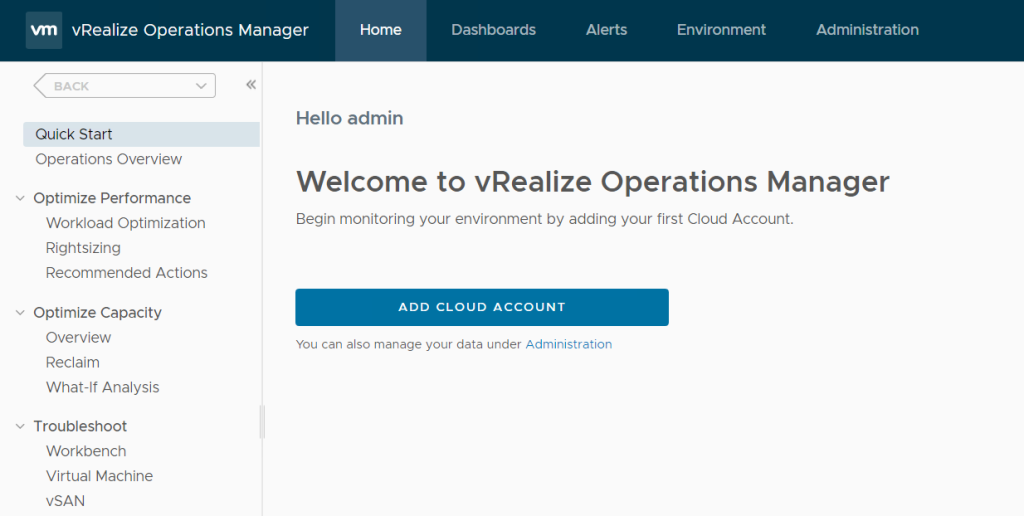 vm vRealize Operations Manager Home Dashboards Alerts Environment Administration
BACK
Quick Start
Operations Overview
Optimize Performance
Workload Optimization
Rightsizing
Recommended Actions
Optimize Capacity
Overview
Reclaim
What-If Analysis
Troubleshoot
Workbench
Virtual Machine
vSAN
Hello admin
Welcome to vRealize Operations Manager
Begin monitoring your environment by adding your first Cloud Account.
ADD CLOUD ACCOUNT
You can also manage your data under Administration